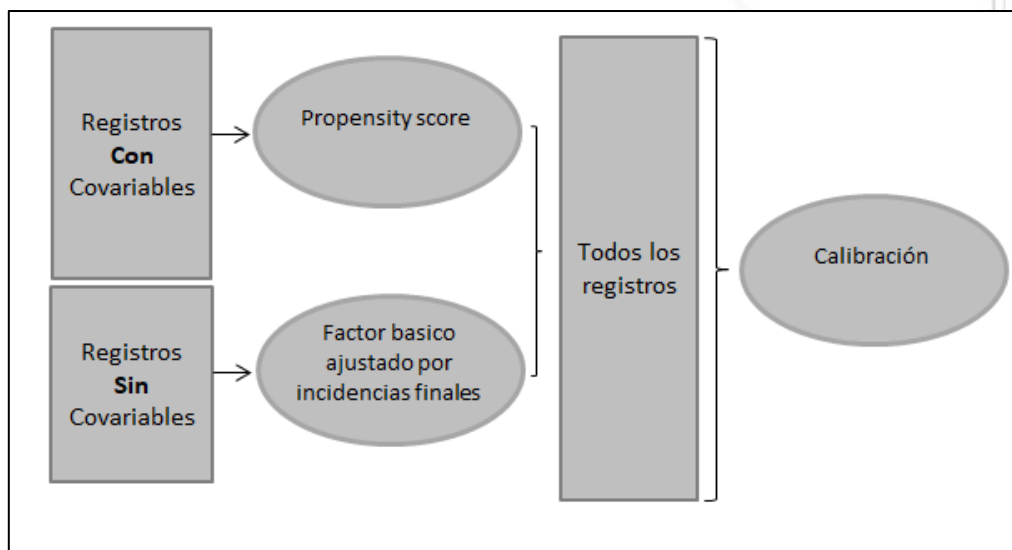 Registros
Con
Covariables
Propensity score
Registros
Sin
Covariables
Factor basico
ajustado por
incidencias finales
Todos los
registros
Calibración